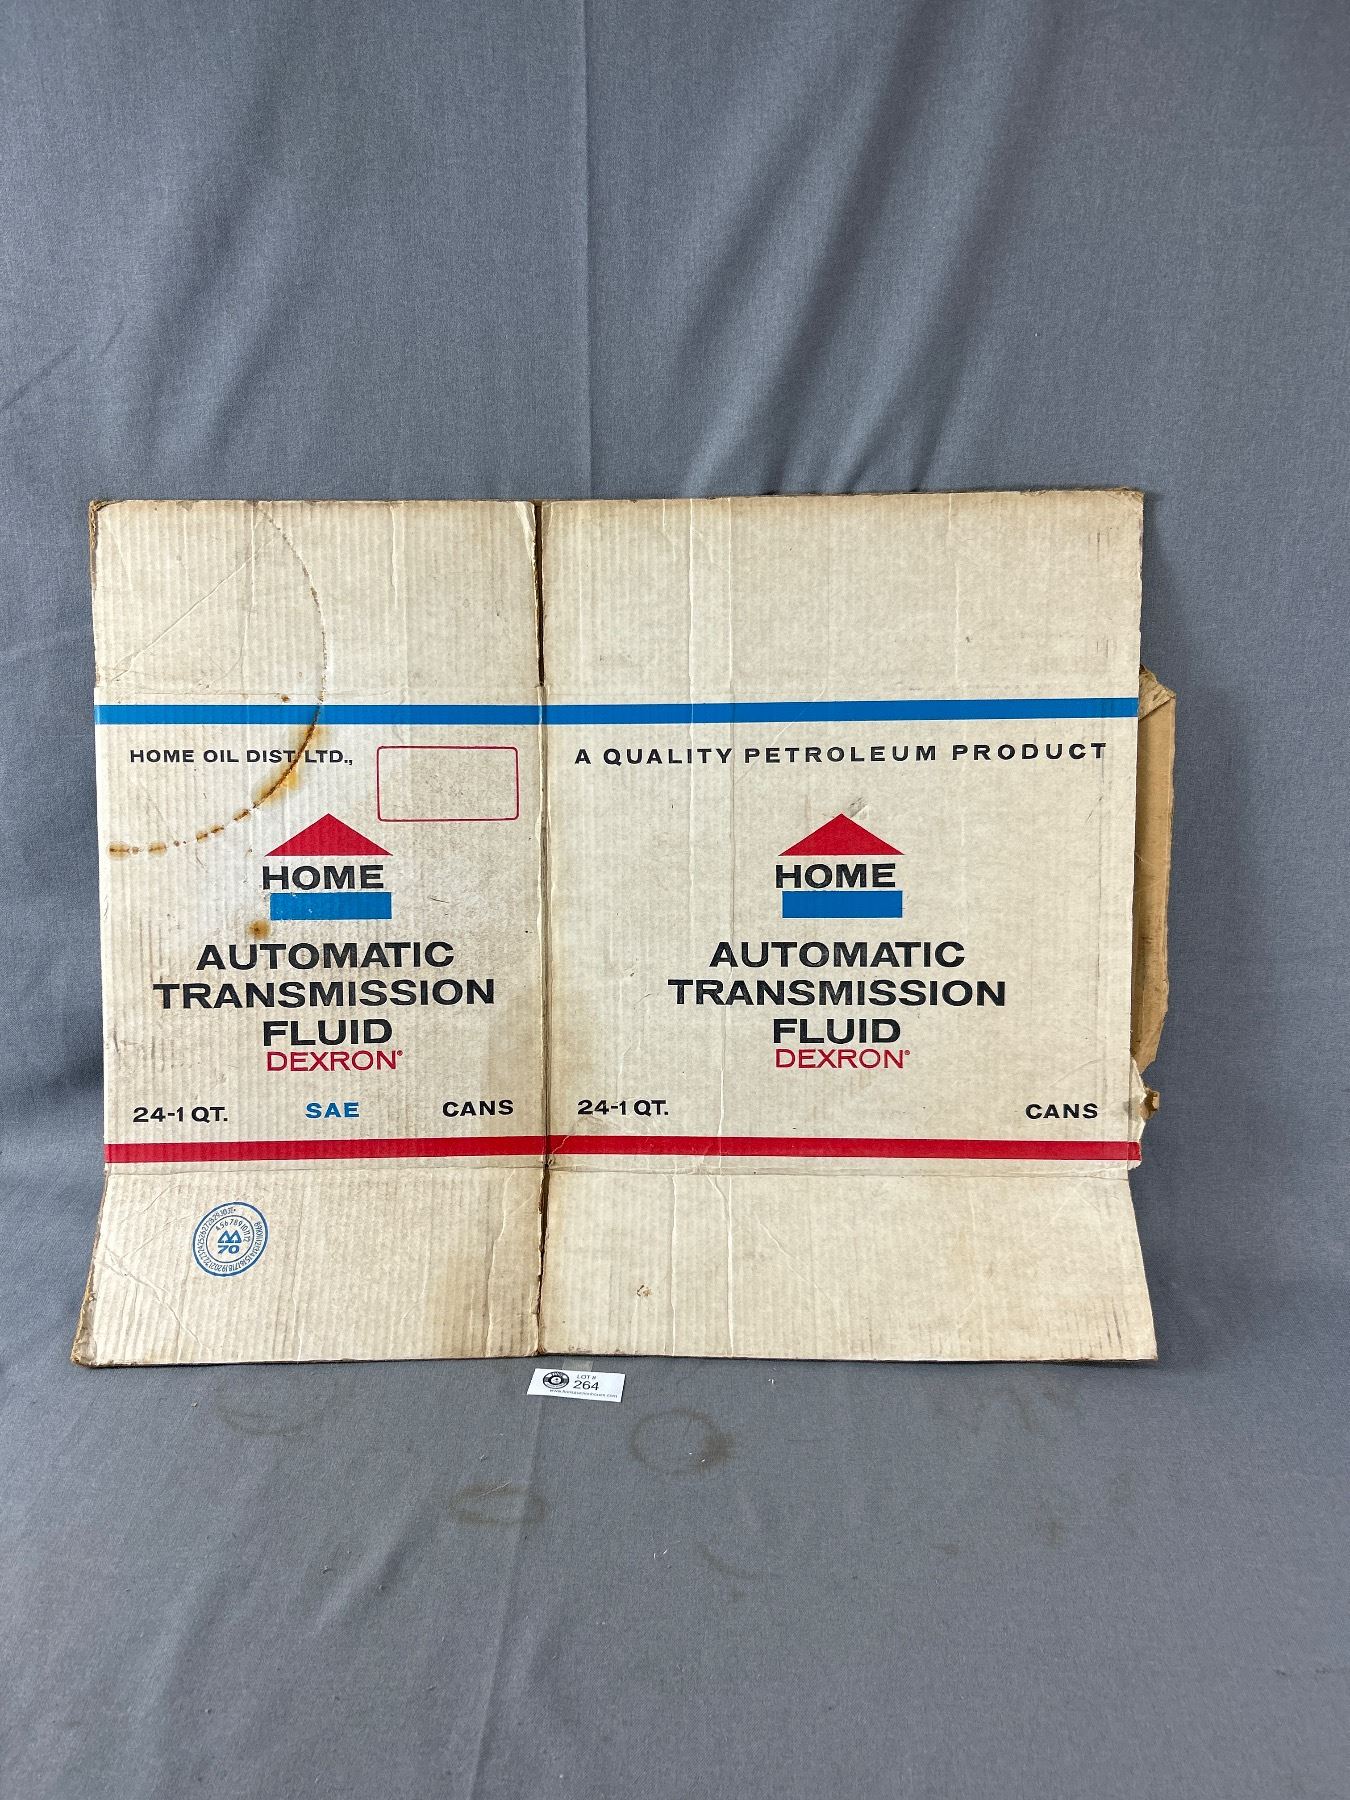 HOME OIL DIST. LTD.,
HOME
AUTOMATIC
TRANSMISSION
FLUID
DEXRON®
24-1 QT. SAE CANS
A QUALITY PETROLEUM PRODUCT
HOME
AUTOMATIC
TRANSMISSION
FLUID
DEXRON®
24-1 QT. CANS
70
LOT #
264